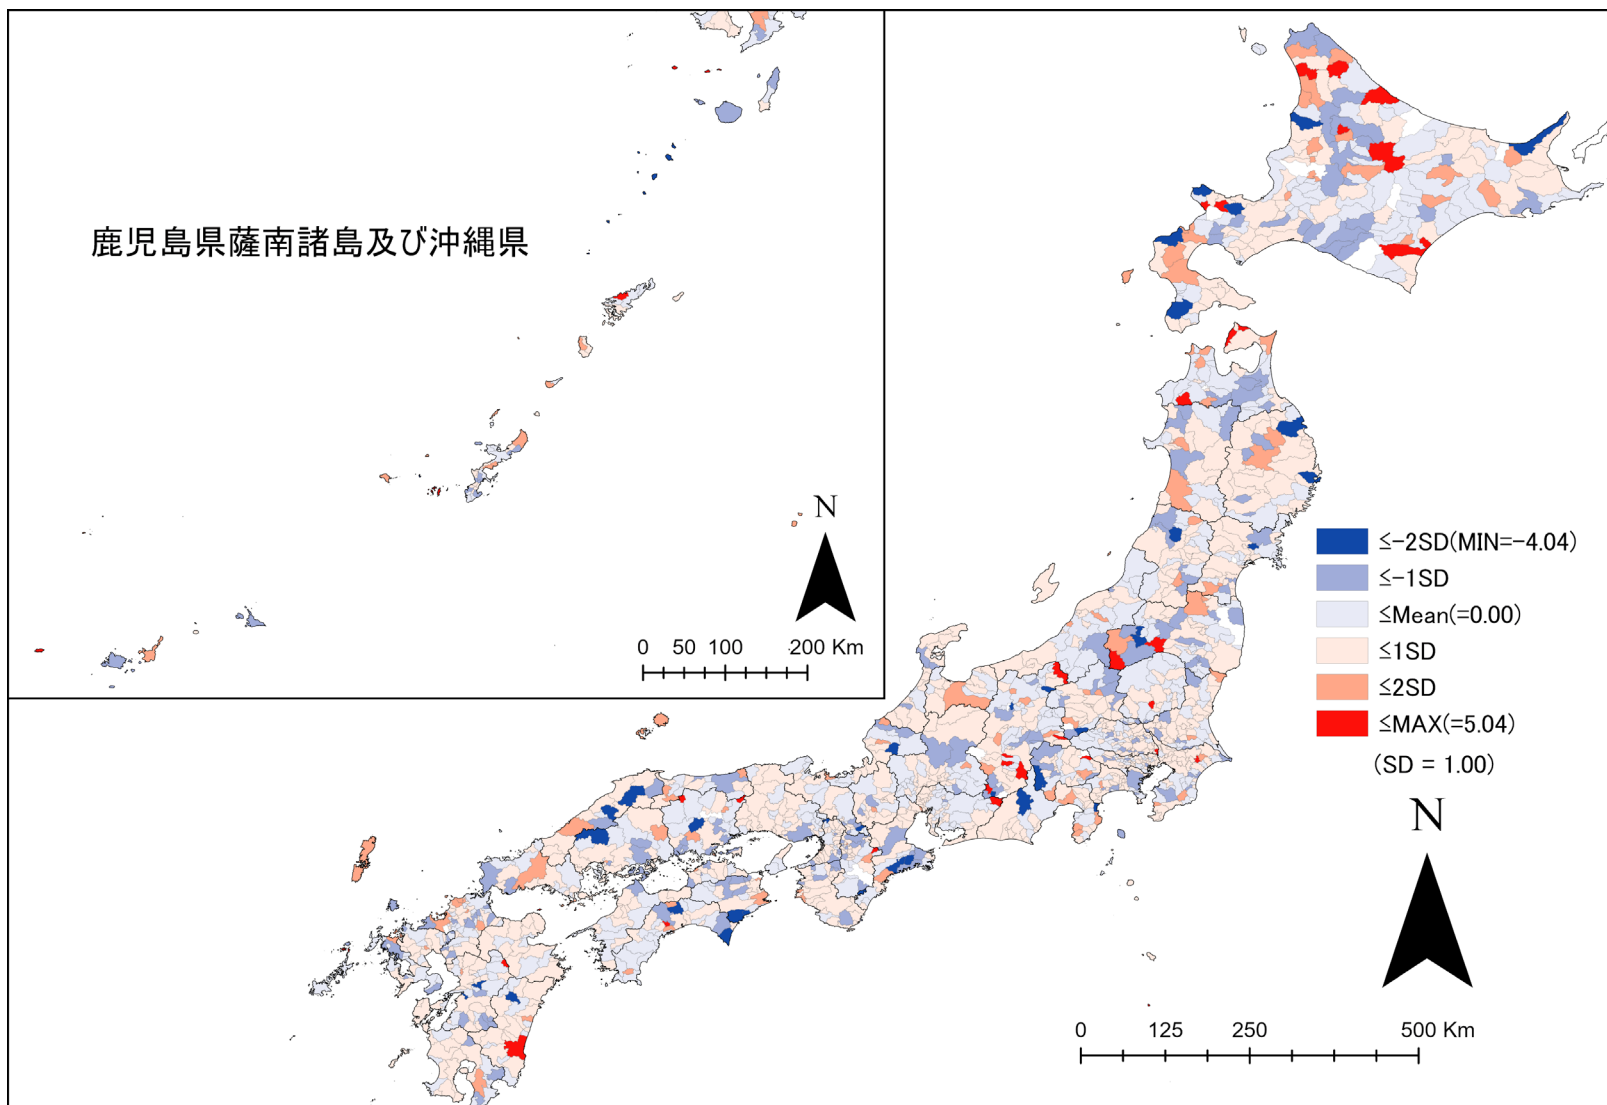 鹿児島県薩南諸島及び沖縄県
N
0 50 100 200 Km
≤-2SD(MIN=-4.04)
≤-1SD
≤Mean(=0.00)
≤1SD
≤2SD
≤MAX(=5.04)
(SD = 1.00)
N
0 125 250 500 Km